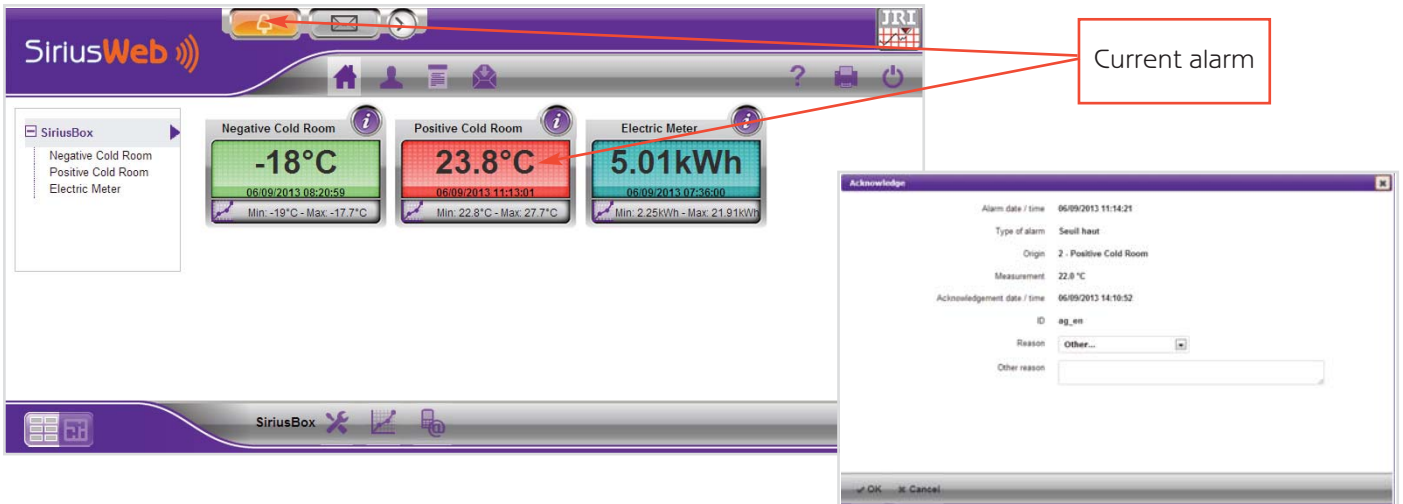 JRI
SiriusWeb
Current alarm
?
SiriusBox
Negative Cold Room
Positive Cold Room
Electric Meter
Negative Cold Room
i
-18°C
06/09/2013 08:20:59
Min: -19°C - Max: -17.7°C
Positive Cold Room
i
23.8°C
06/09/2013 11:13:01
Min: 22.8°C - Max: 27.7°C
Electric Meter
i
5.01kWh
06/09/2013 07:36:00
Min: 2.25kWh - Max: 21.91kWh
SiriusBox
@
Acknowledge
Alarm date / time 06/09/2013 11:14:21
Type of alarm Seuil haut
Origin 2 - Positive Cold Room
Measurement 22.0 °C
Acknowledgement date / time 06/09/2013 14:10:52
ID ag_en
Reason Other...
Other reason
OK Cancel